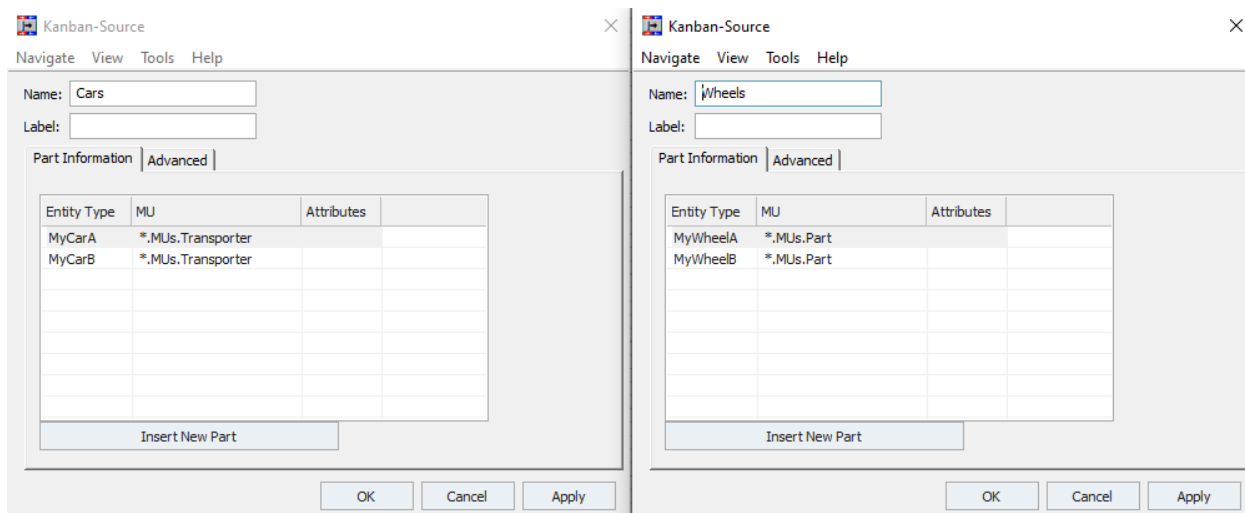 Kanban-Source
Navigate View Tools Help
Name: Cars
Label:
Part Information Advanced
Entity Type MU Attributes
MyCarA *.MUs.Transporter
MyCarB *.MUs.Transporter
Insert New Part
OK Cancel Apply
Kanban-Source
Navigate View Tools Help
Name: Wheels
Label:
Part Information Advanced
Entity Type MU Attributes
MyWheelA *.MUs.Part
MyWheelB *.MUs.Part
Insert New Part
OK Cancel Apply